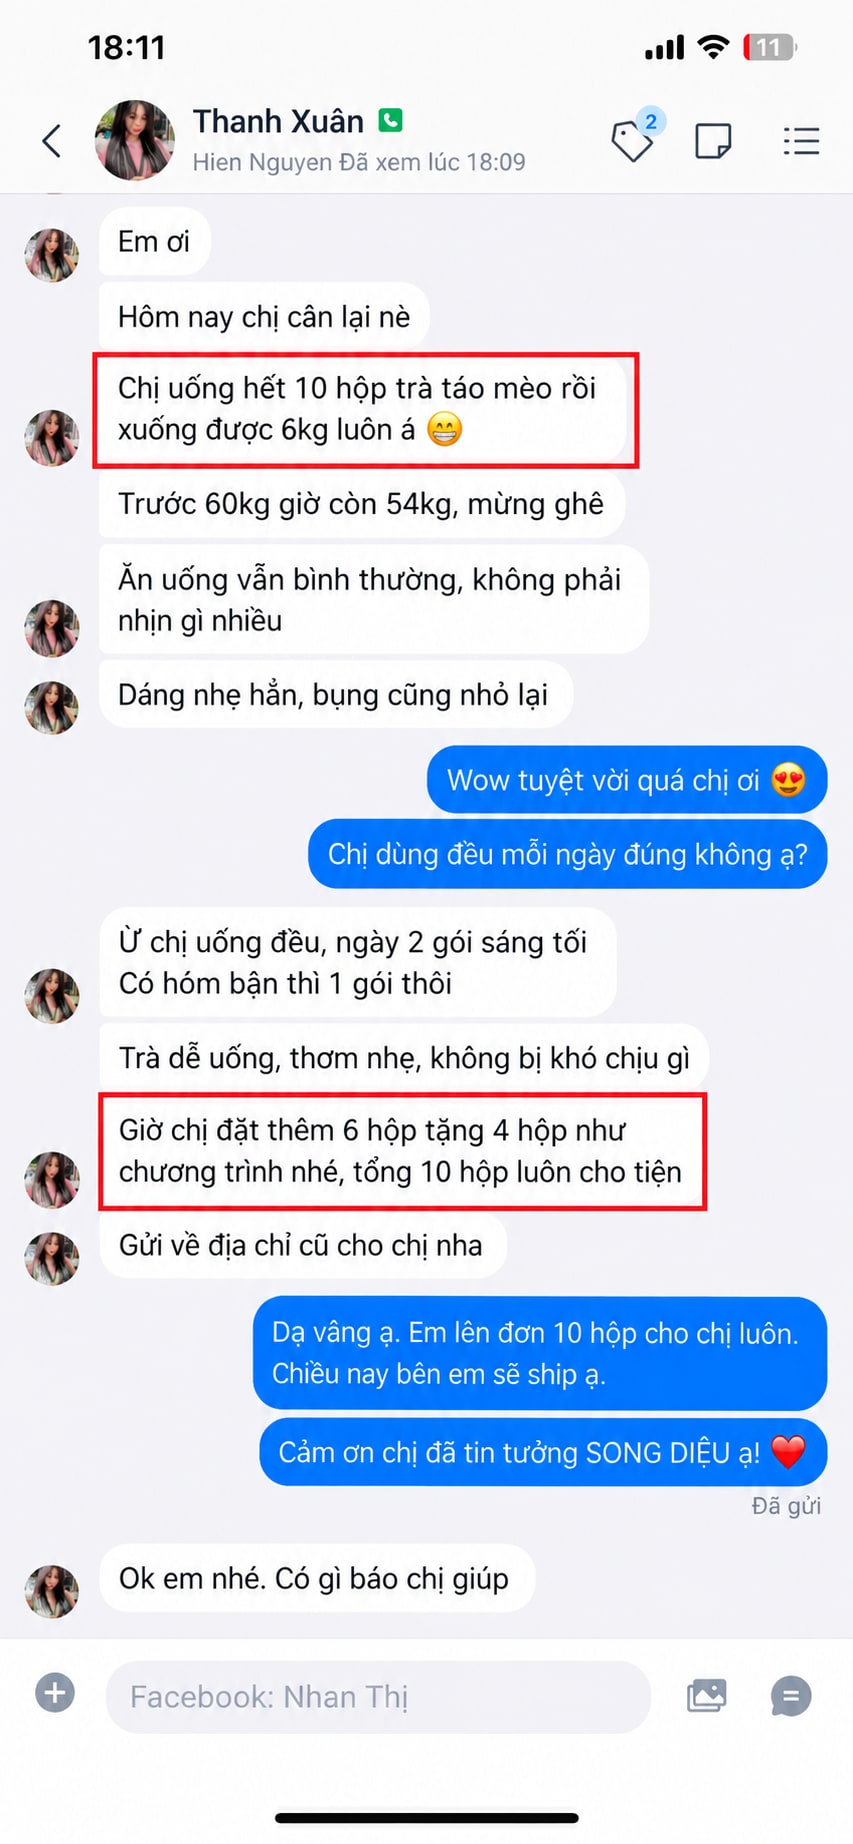 18:11
11
Thanh Xuân
2
Hien Nguyen Đã xem lúc 18:09
Em ơi
Hôm nay chị cân lại nè
Chị uống hết 10 hộp trà táo mèo rồi
xuống được 6kg luôn á 😁
Trước 60kg giờ còn 54kg, mừng ghê
Ăn uống vẫn bình thường, không phải
nhịn gì nhiều
Dáng nhẹ hẳn, bụng cũng nhỏ lại
Wow tuyệt vời quá chị ơi 😍
Chị dùng đều mỗi ngày đúng không ạ?
Ừ chị uống đều, ngày 2 gói sáng tối
Có hóm bận thì 1 gói thôi
Trà dễ uống, thơm nhẹ, không bị khó chịu gì
Giờ chị đặt thêm 6 hộp tặng 4 hộp như
chương trình nhé, tổng 10 hộp luôn cho tiện
Gửi về địa chỉ cũ cho chị nha
Dạ vâng ạ. Em lên đơn 10 hộp cho chị luôn.
Chiều nay bên em sẽ ship ạ.
Cảm ơn chị đã tin tưởng SONG DIỆU ạ! ❤️
Đã gửi
Ok em nhé. Có gì báo chị giúp
Facebook: Nhan Thị